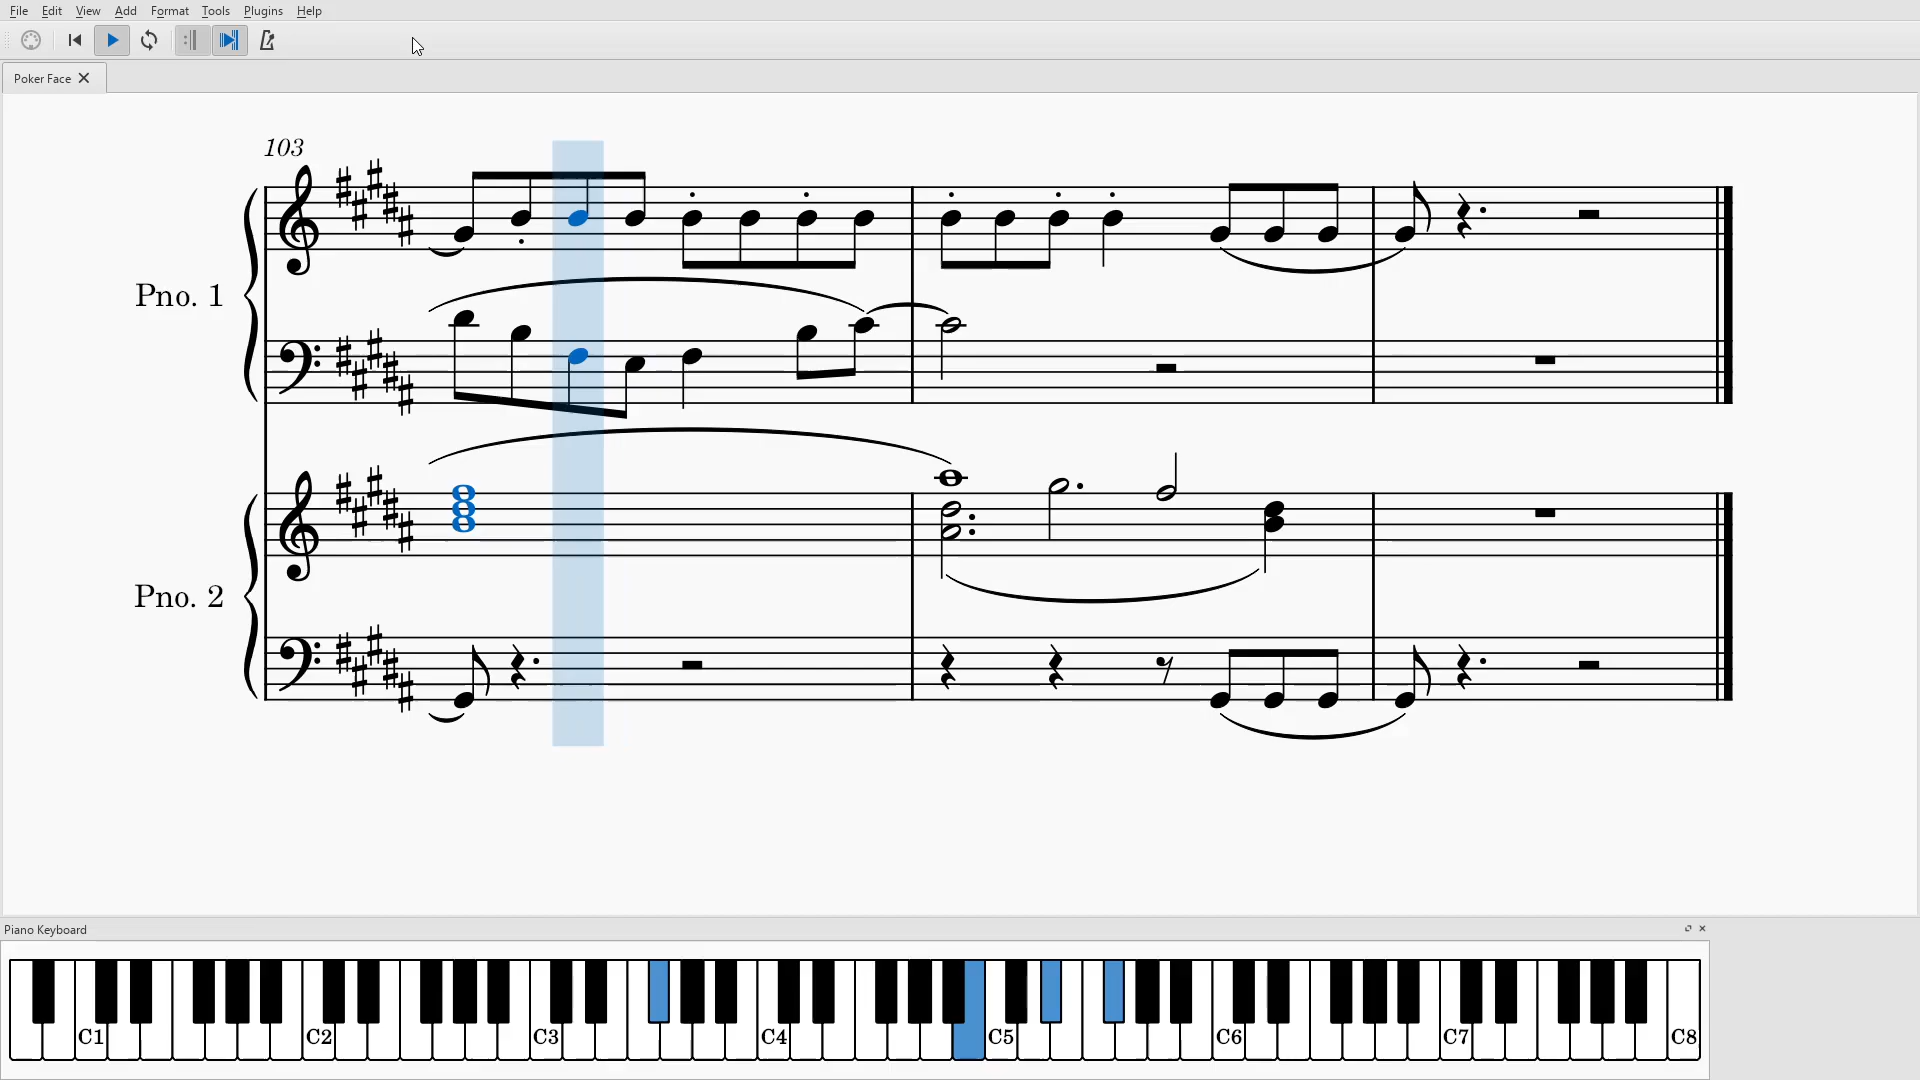 File Edit View Add Format Tools Plugins Help
Poker Face
103
Pno. 1
Pno. 2
Piano Keyboard
C1 C2 C3 C4 C5 C6 C7 C8